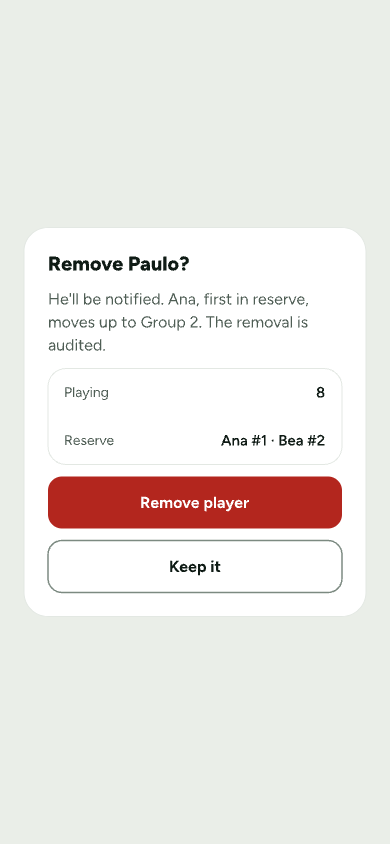 Remove Paulo?
He'll be notified. Ana, first in reserve,
moves up to Group 2. The removal is
audited.
Playing 8
Reserve Ana #1 · Bea #2
Remove player
Keep it